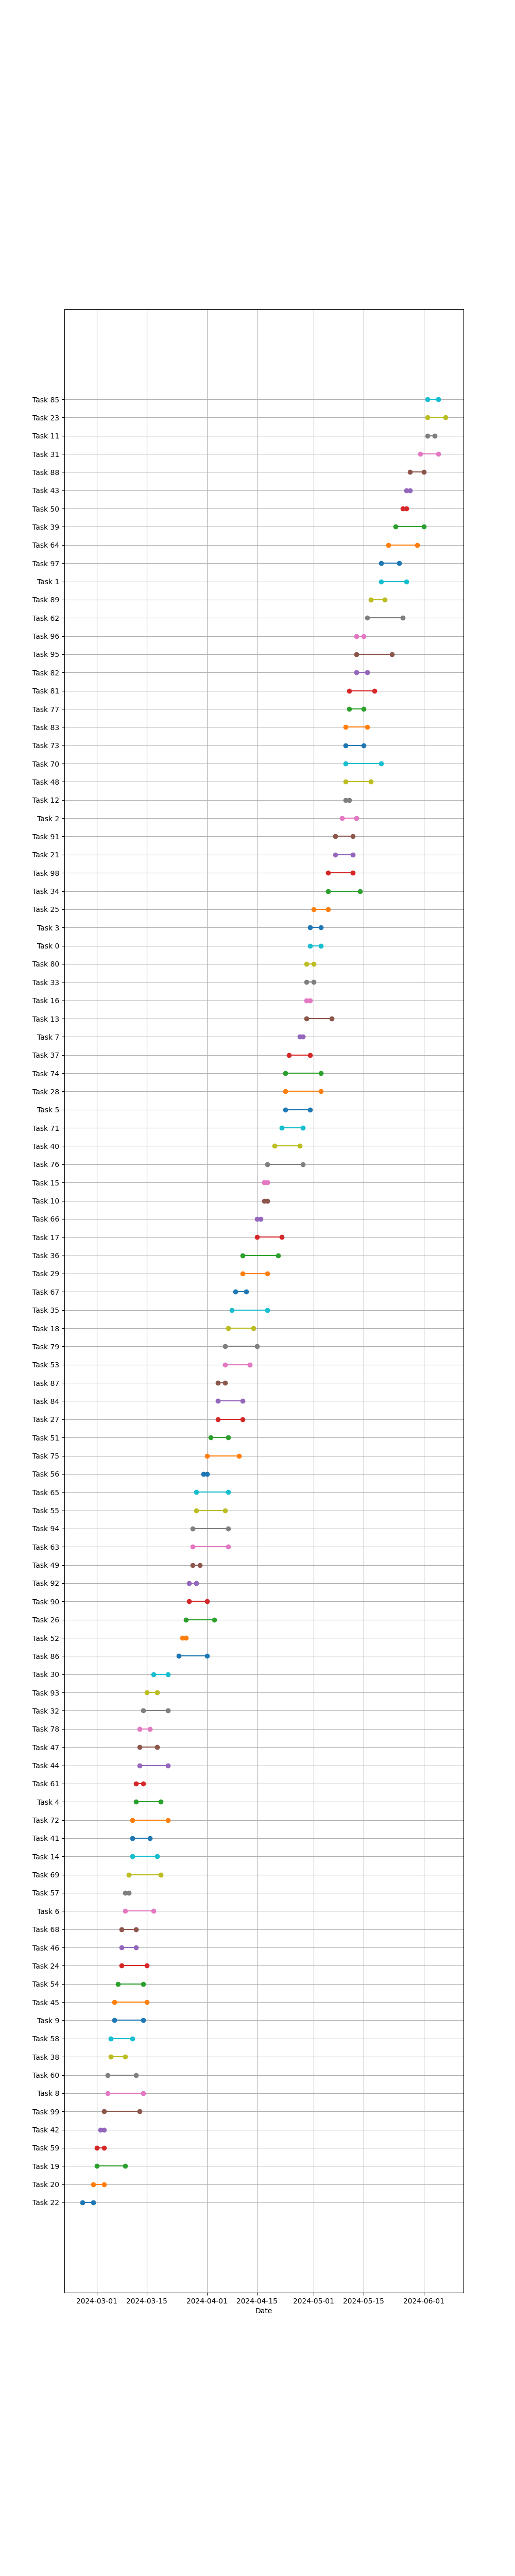 Task 85
Task 23
Task 11
Task 31
Task 88
Task 43
Task 50
Task 39
Task 64
Task 97
Task 1
Task 89
Task 62
Task 96
Task 95
Task 82
Task 81
Task 77
Task 83
Task 73
Task 70
Task 48
Task 12
Task 2
Task 91
Task 21
Task 98
Task 34
Task 25
Task 3
Task 0
Task 80
Task 33
Task 16
Task 13
Task 7
Task 37
Task 74
Task 28
Task 5
Task 71
Task 40
Task 76
Task 15
Task 10
Task 66
Task 17
Task 36
Task 29
Task 67
Task 35
Task 18
Task 79
Task 53
Task 87
Task 84
Task 27
Task 51
Task 75
Task 56
Task 65
Task 55
Task 94
Task 63
Task 49
Task 92
Task 90
Task 26
Task 52
Task 86
Task 30
Task 93
Task 32
Task 78
Task 47
Task 44
Task 61
Task 4
Task 72
Task 41
Task 14
Task 69
Task 57
Task 6
Task 68
Task 46
Task 24
Task 54
Task 45
Task 9
Task 58
Task 38
Task 60
Task 8
Task 99
Task 42
Task 59
Task 19
Task 20
Task 22
2024-03-01 2024-03-15 2024-04-01 2024-04-15 2024-05-01 2024-05-15 2024-06-01
Date